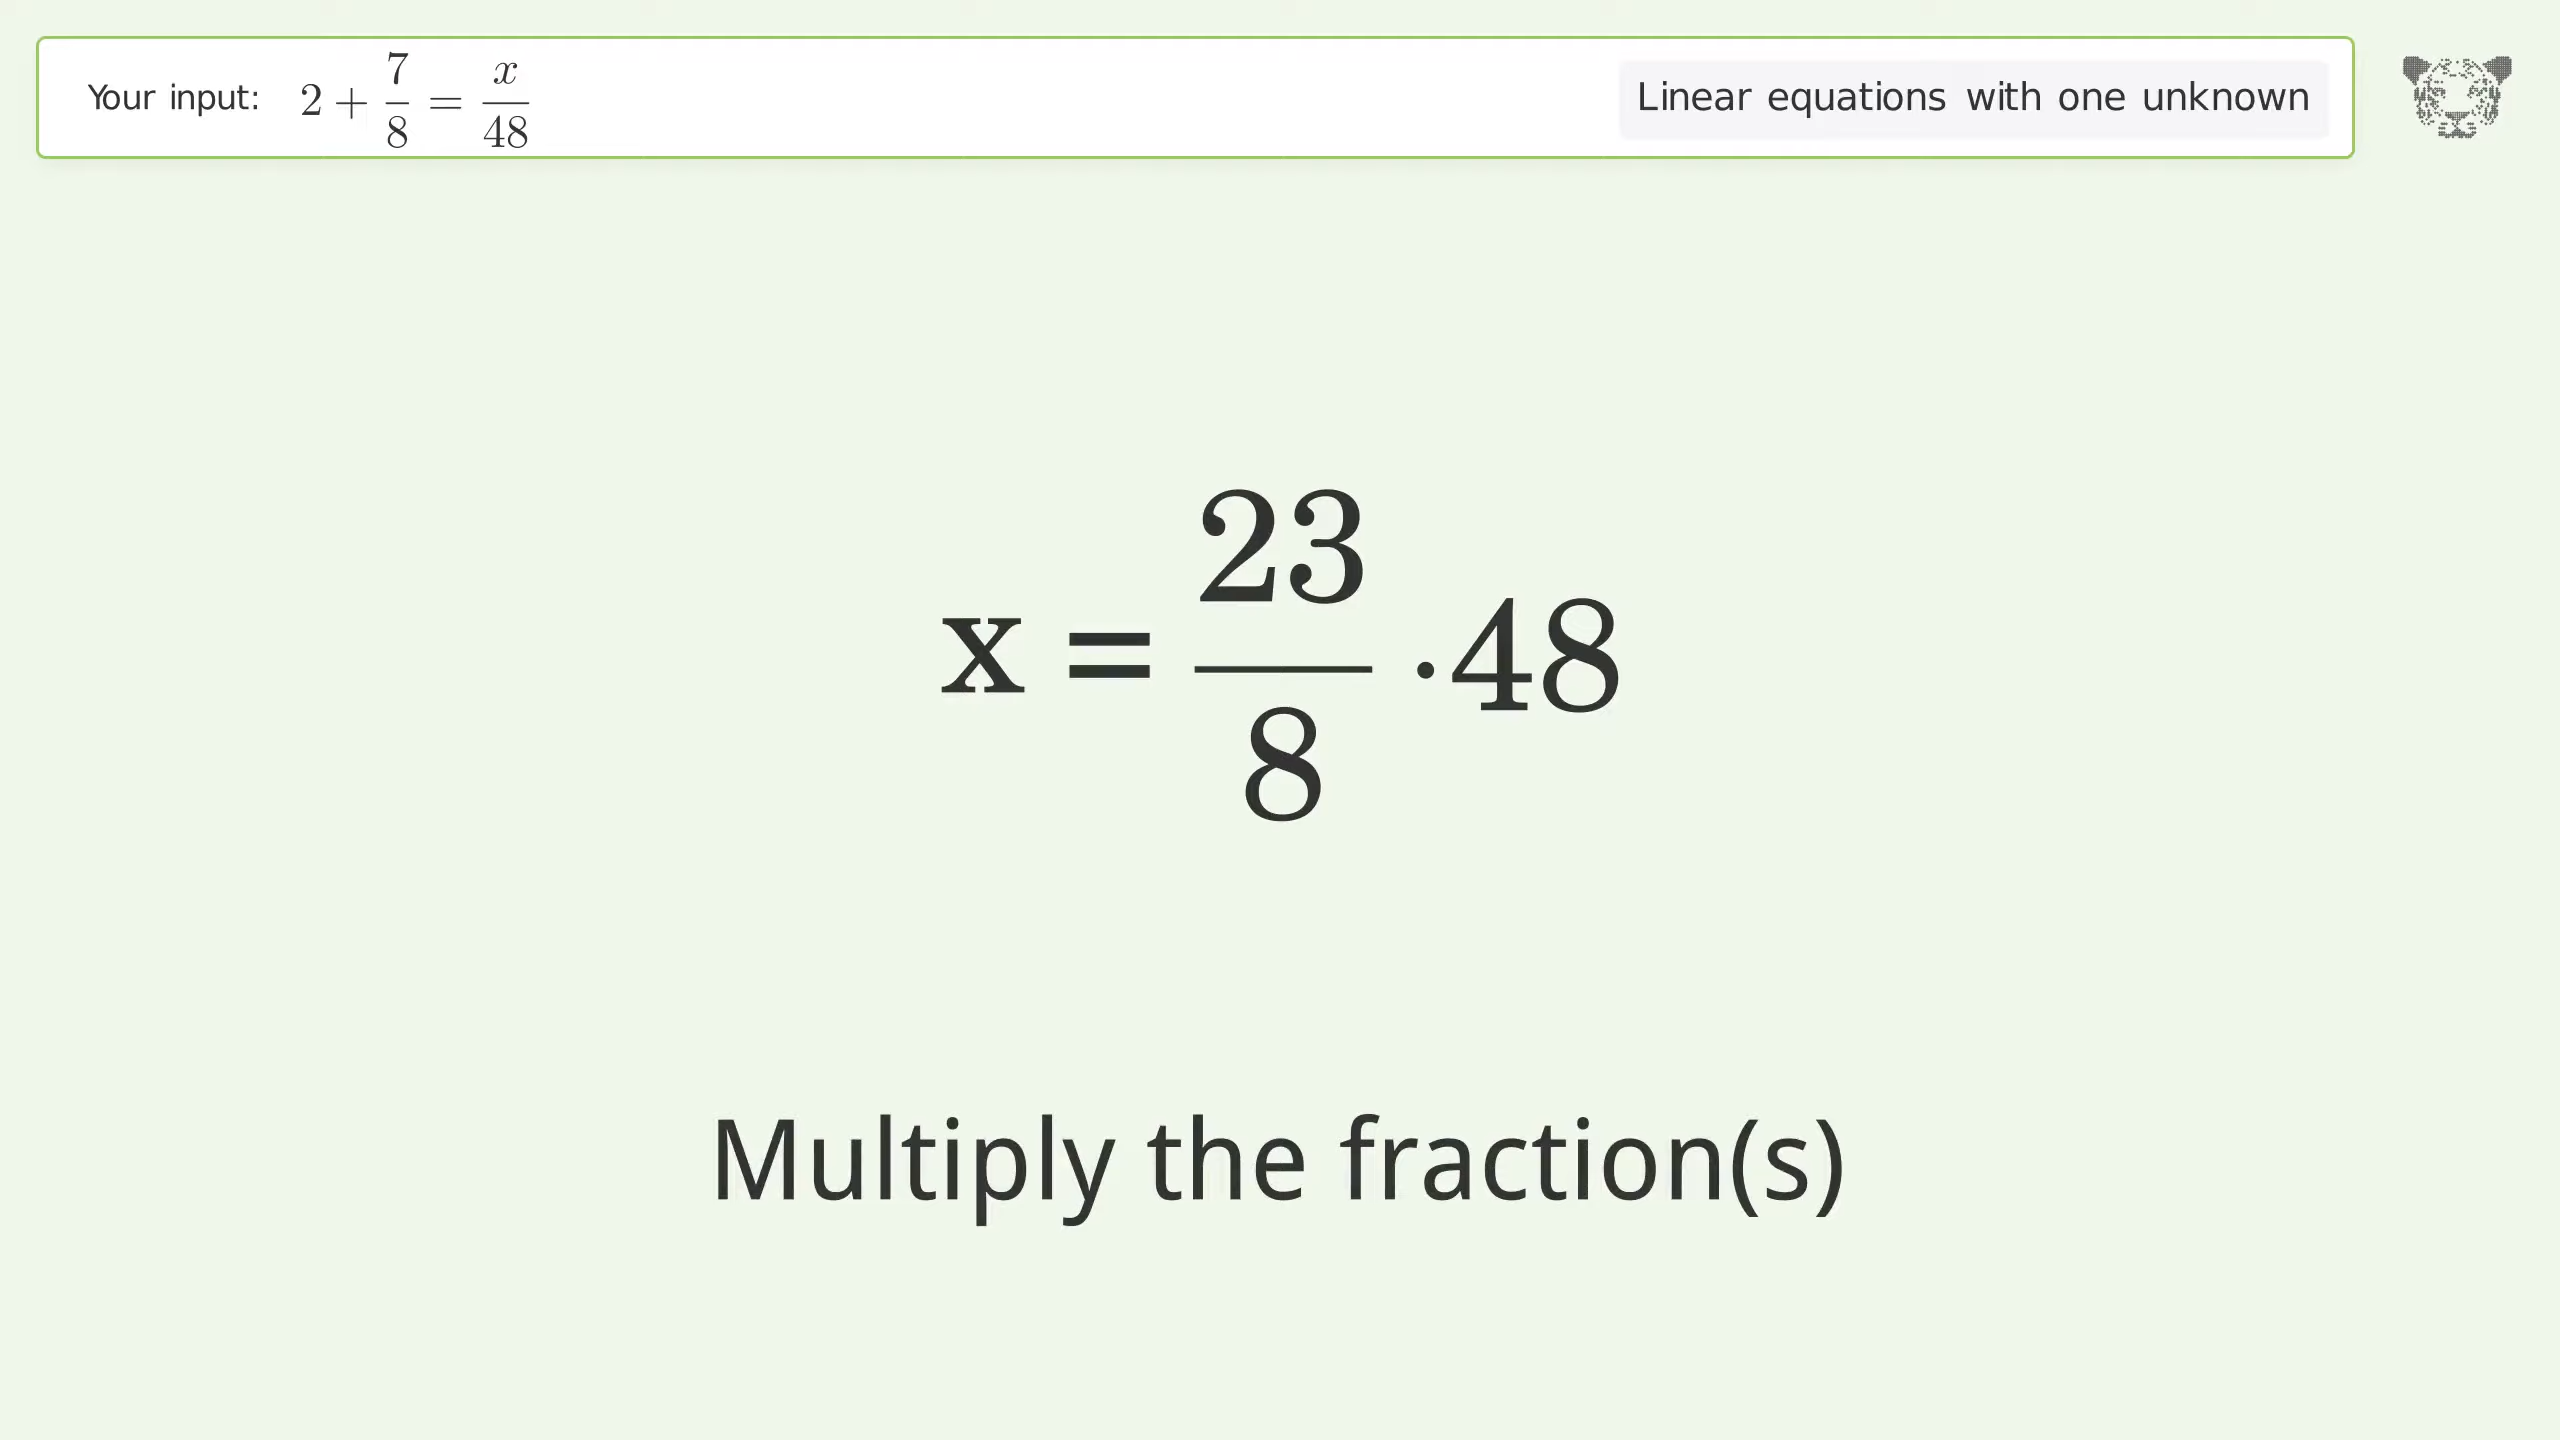 Your input: 2 + 7/8 = x/48
Linear equations with one unknown
x = 23/8 · 48
Multiply the fraction(s)